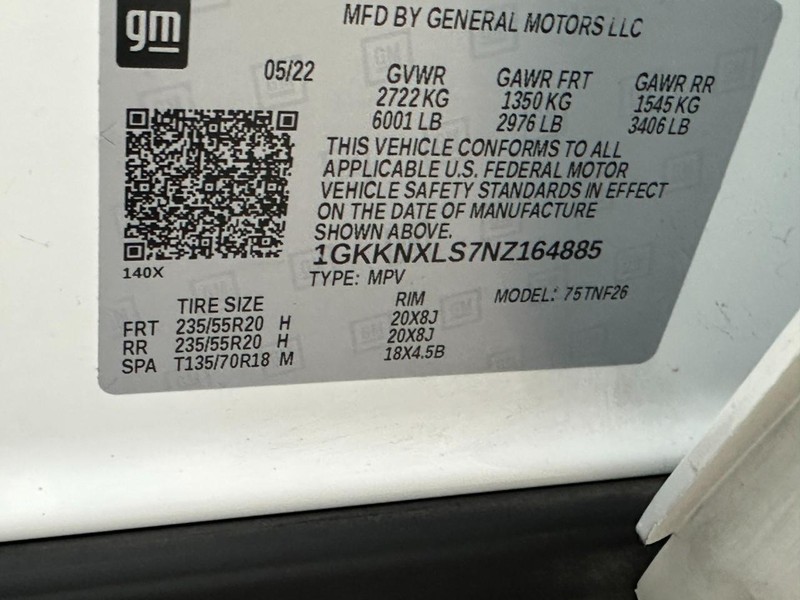 gm
MFD BY GENERAL MOTORS LLC
05/22 GVWR GAWR FRT GAWR RR
2722 KG 1350 KG 1545 KG
6001 LB 2976 LB 3406 LB
THIS VEHICLE CONFORMS TO ALL
APPLICABLE U.S. FEDERAL MOTOR
VEHICLE SAFETY STANDARDS IN EFFECT
ON THE DATE OF MANUFACTURE
SHOWN ABOVE.
1GKKNXLS7NZ164885
140X
TYPE: MPV MODEL: 75TNF26
TIRE SIZE RIM
FRT 235/55R20 H 20X8J
RR 235/55R20 H 20X8J
SPA T135/70R18 M 18X4.5B